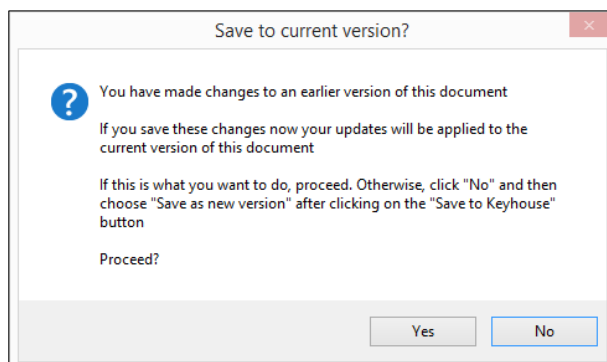 Save to current version?
You have made changes to an earlier version of this document
If you save these changes now your updates will be applied to the
current version of this document
If this is what you want to do, proceed. Otherwise, click "No" and then
choose "Save as new version" after clicking on the "Save to Keyhouse"
button
Proceed?
Yes
No